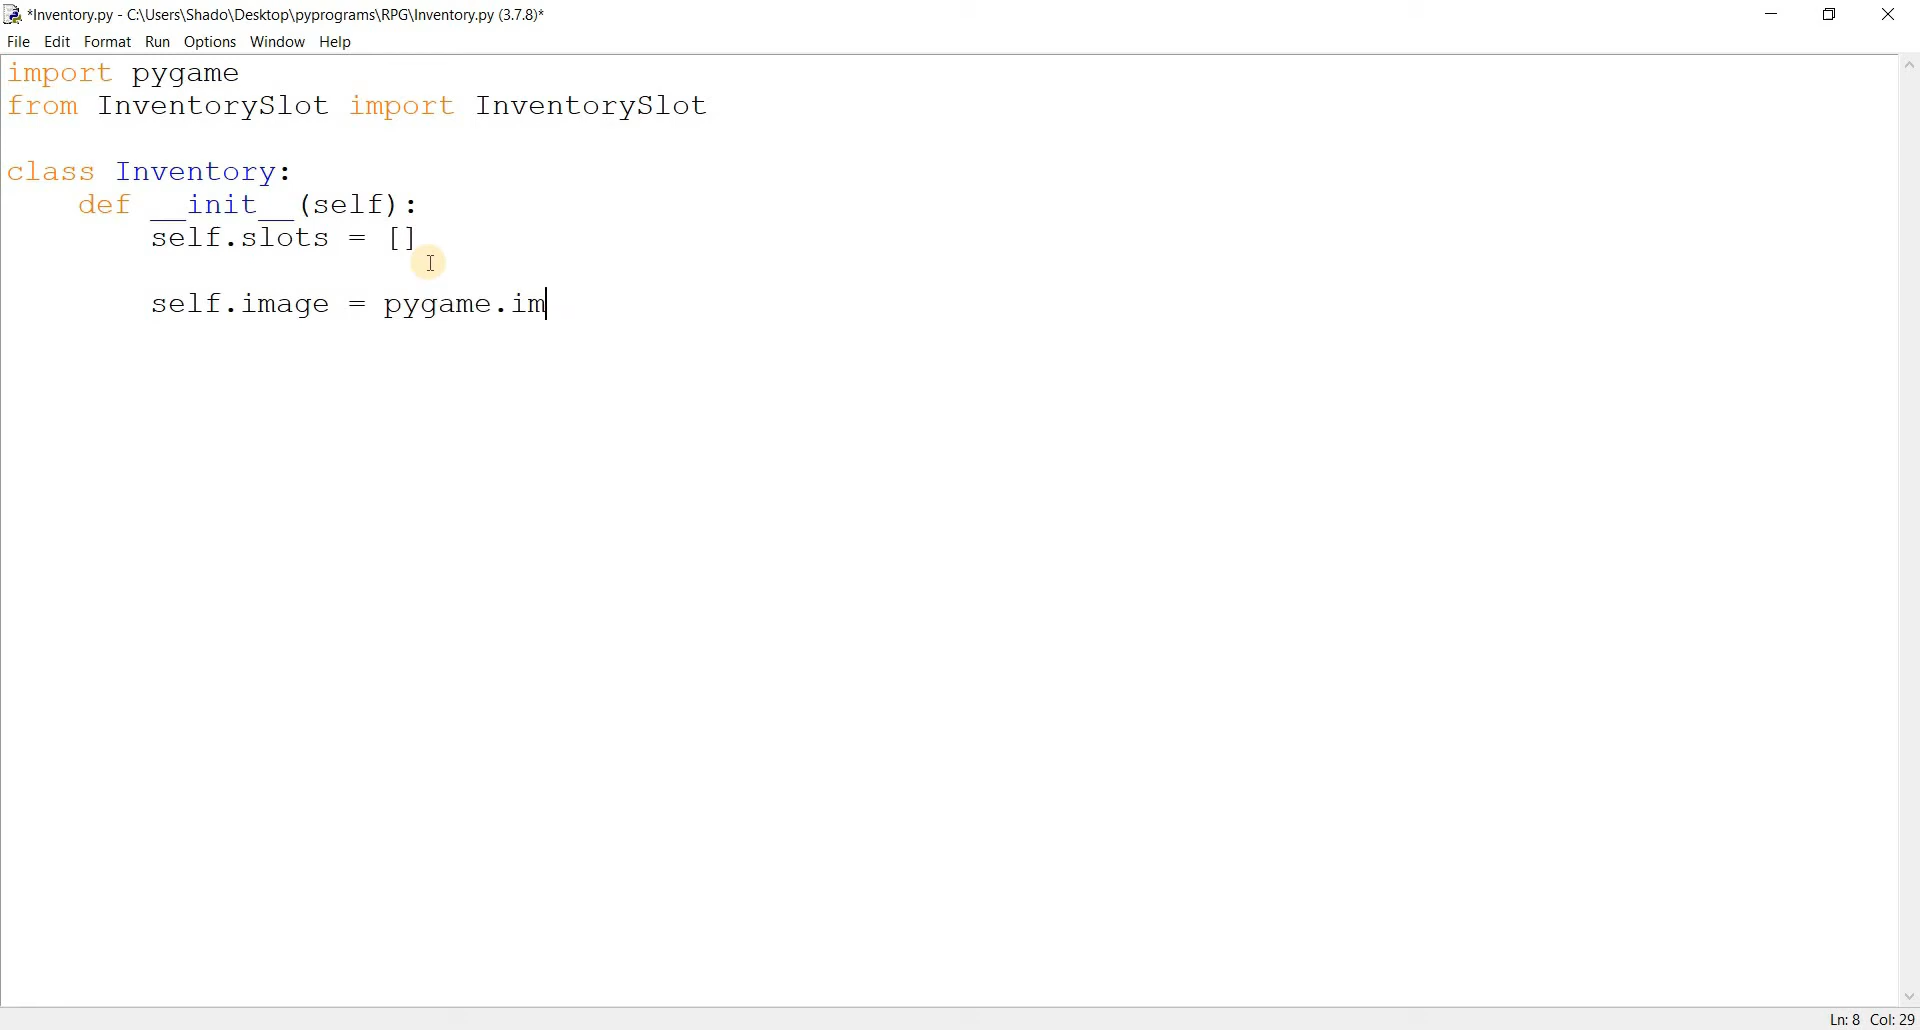 *Inventory.py - C:\Users\Shado\Desktop\pyprograms\RPG\Inventory.py (3.7.8)*
File Edit Format Run Options Window Help
import pygame
from InventorySlot import InventorySlot
class Inventory:
    def __init__(self):
        self.slots = []
        self.image = pygame.im
Ln: 8 Col: 29